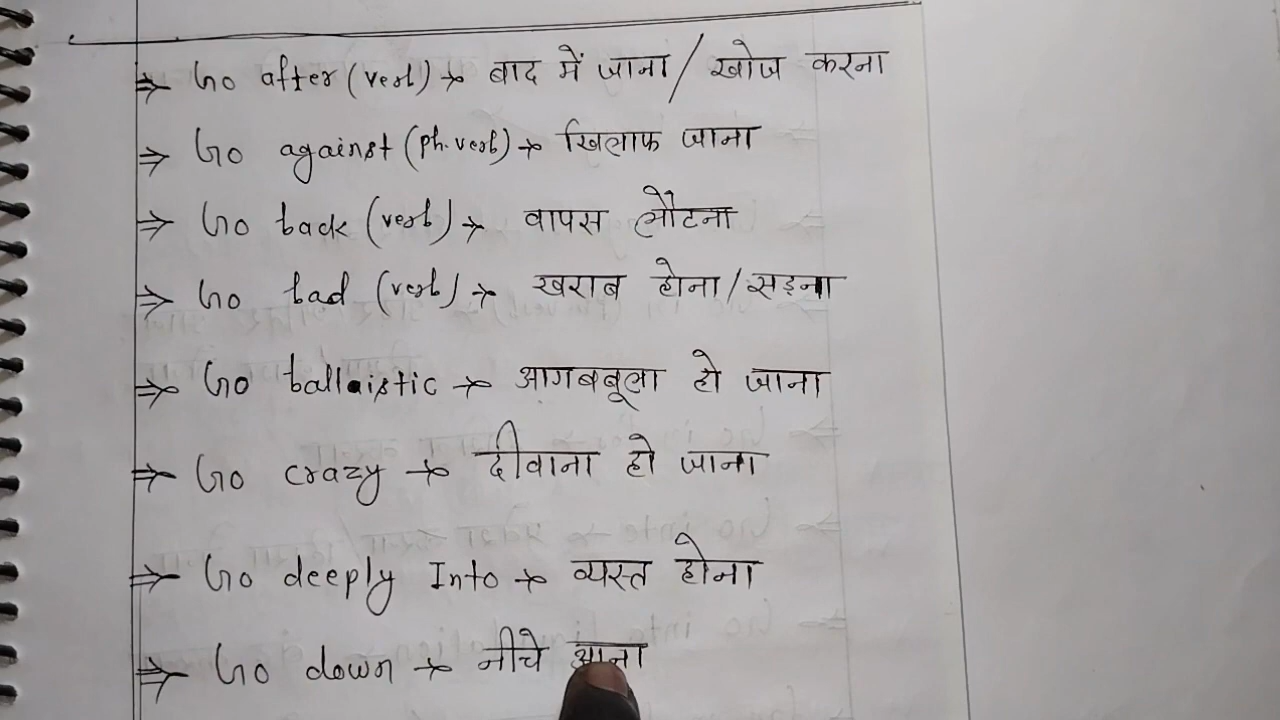 ⇒ Go after (verb) → बाद में जाना / खोज करना
⇒ Go against (ph. verb) → खिलाफ जाना
⇒ Go back (verb) → वापस लौटना
⇒ Go bad (verb) → खराब होना / सड़ना
⇒ Go ballaistic → आगबबूला हो जाना
⇒ Go crazy → दीवाना हो जाना
⇒ Go deeply Into → व्यस्त होना
⇒ Go down → नीचे आना